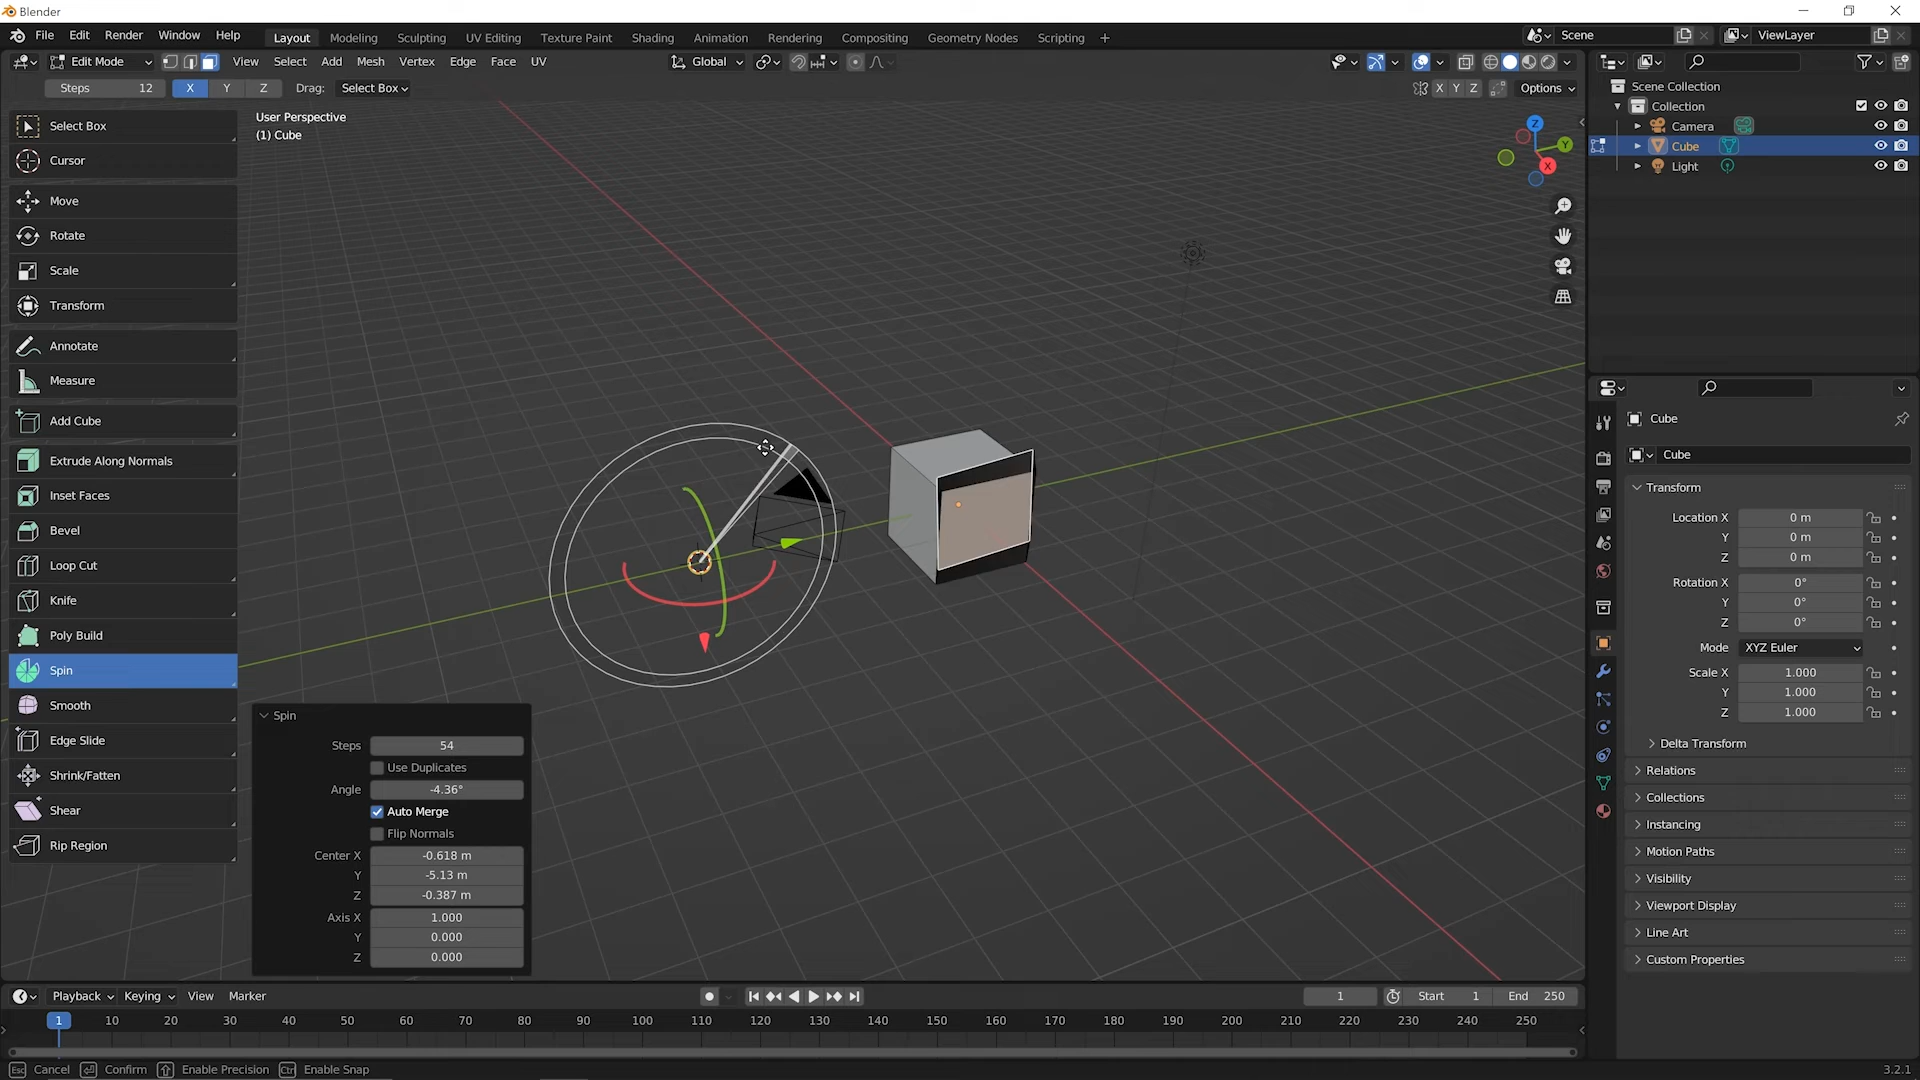 Blender
File Edit Render Window Help Layout Modeling Sculpting UV Editing Texture Paint Shading Animation Rendering Compositing Geometry Nodes Scripting + Scene ViewLayer
Edit Mode View Select Add Mesh Vertex Edge Face UV Global
Steps 12 X Y Z Drag: Select Box X Y Z Options
User Perspective
(1) Cube
Z
Y
X
Select Box
Cursor
Move
Rotate
Scale
Transform
Annotate
Measure
Add Cube
Extrude Along Normals
Inset Faces
Bevel
Loop Cut
Knife
Poly Build
Spin
Smooth
Edge Slide
Shrink/Fatten
Shear
Rip Region
Spin
Steps 54
Use Duplicates
Angle -4.36°
Auto Merge
Flip Normals
Center X -0.618 m
Y -5.13 m
Z -0.387 m
Axis X 1.000
Y 0.000
Z 0.000
Scene Collection
Collection
Camera
Cube
Light
Cube
Cube
Transform
Location X 0 m
Y 0 m
Z 0 m
Rotation X 0°
Y 0°
Z 0°
Mode XYZ Euler
Scale X 1.000
Y 1.000
Z 1.000
Delta Transform
Relations
Collections
Instancing
Motion Paths
Visibility
Viewport Display
Line Art
Custom Properties
Playback Keying View Marker 1 Start 1 End 250
1 10 20 30 40 50 60 70 80 90 100 110 120 130 140 150 160 170 180 190 200 210 220 230 240 250
Esc Cancel Confirm Enable Precision Ctrl Enable Snap 3.2.1